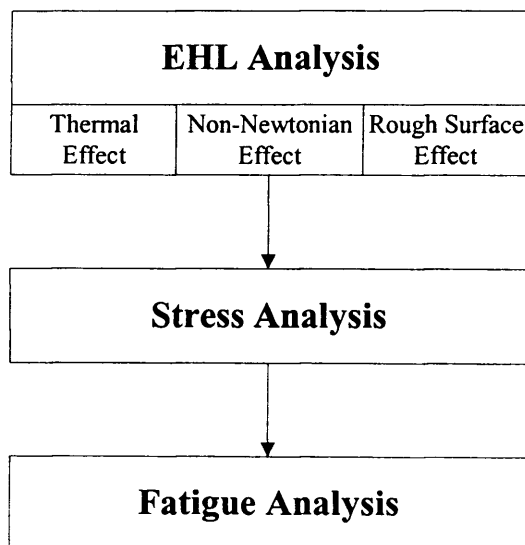 EHL Analysis
Thermal
Effect
Non-Newtonian
Effect
Rough Surface
Effect
Stress Analysis
Fatigue Analysis